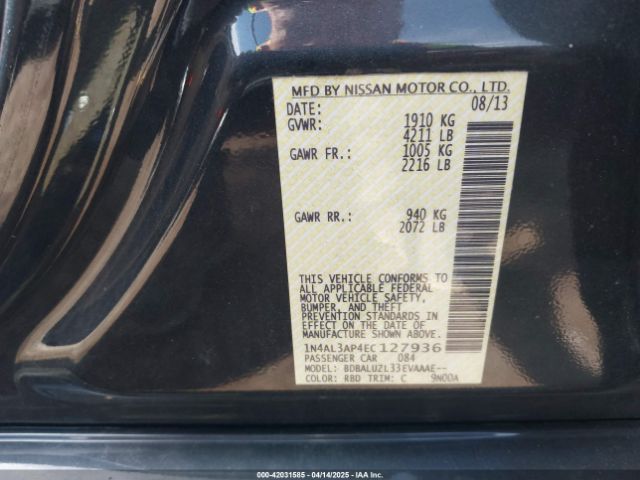 MFD BY NISSAN MOTOR CO., LTD.
DATE: 08/13
GVWR: 1910 KG
4211 LB
GAWR FR.: 1005 KG
2216 LB
GAWR RR.: 940 KG
2072 LB
THIS VEHICLE CONFORMS TO
ALL APPLICABLE FEDERAL
MOTOR VEHICLE SAFETY,
BUMPER, AND THEFT
PREVENTION STANDARDS IN
EFFECT ON THE DATE OF
MANUFACTURE SHOWN ABOVE.
1N4AL3AP4EC127936
PASSENGER CAR 084
MODEL: BDBALUZL33EVAAAE--
COLOR: RBD TRIM: C 9N00A
000-42031585 | 04/14/2025 | IAA, Inc.